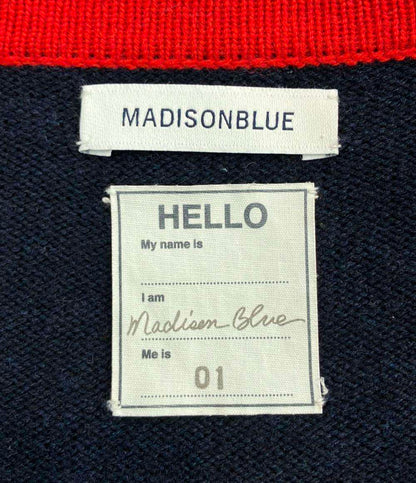 MADISONBLUE
HELLO
My name is
I am
Madison Blue
Me is
01